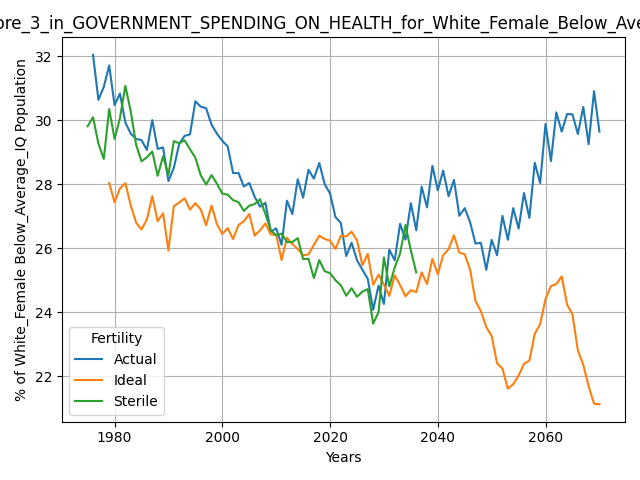 ore_3_in_GOVERNMENT_SPENDING_ON_HEALTH_for_White_Female_Below_Ave
% of White_Female Below_Average_IQ Population
32
30
28
26
24
22
1980
2000
2020
2040
2060
Years
Fertility
Actual
Ideal
Sterile